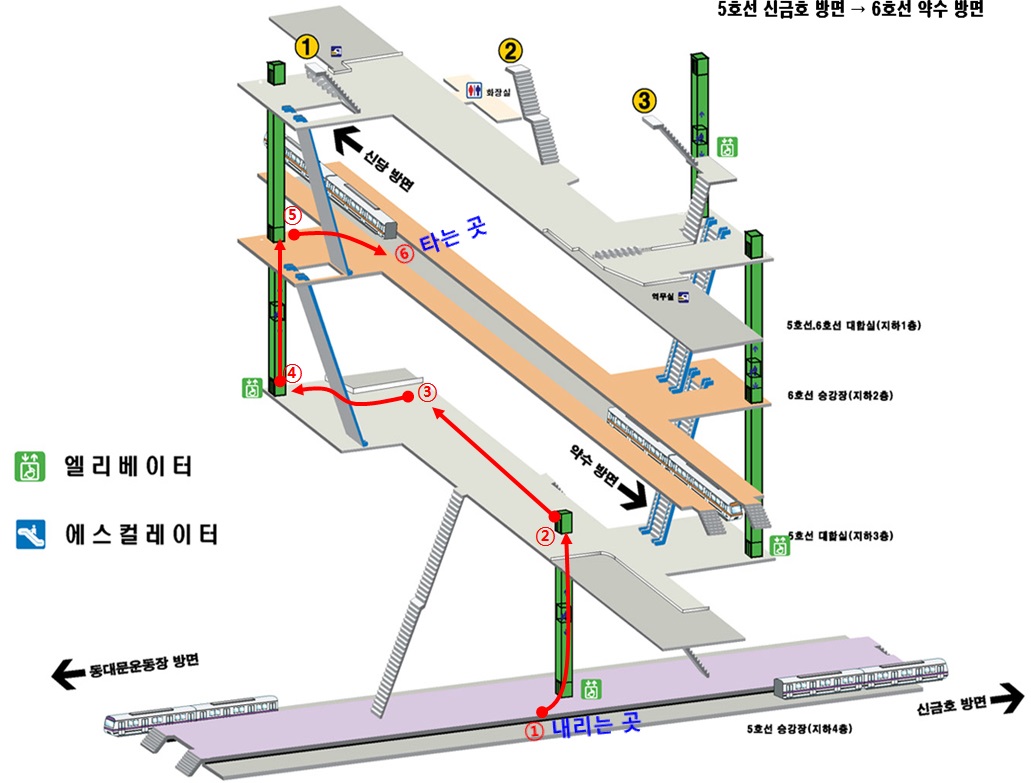 5호선 신금호 방면 → 6호선 약수 방면
1
2
화장실
3
신당 방면
⑤
⑥ 타는 곳
역무실
5호선.6호선 대합실(지하1층)
④
③
6호선 승강장(지하2층)
엘리베이터
약수 방면
에스컬레이터
②
5호선 대합실(지하3층)
동대문운동장 방면
① 내리는 곳
신금호 방면
5호선 승강장(지하4층)